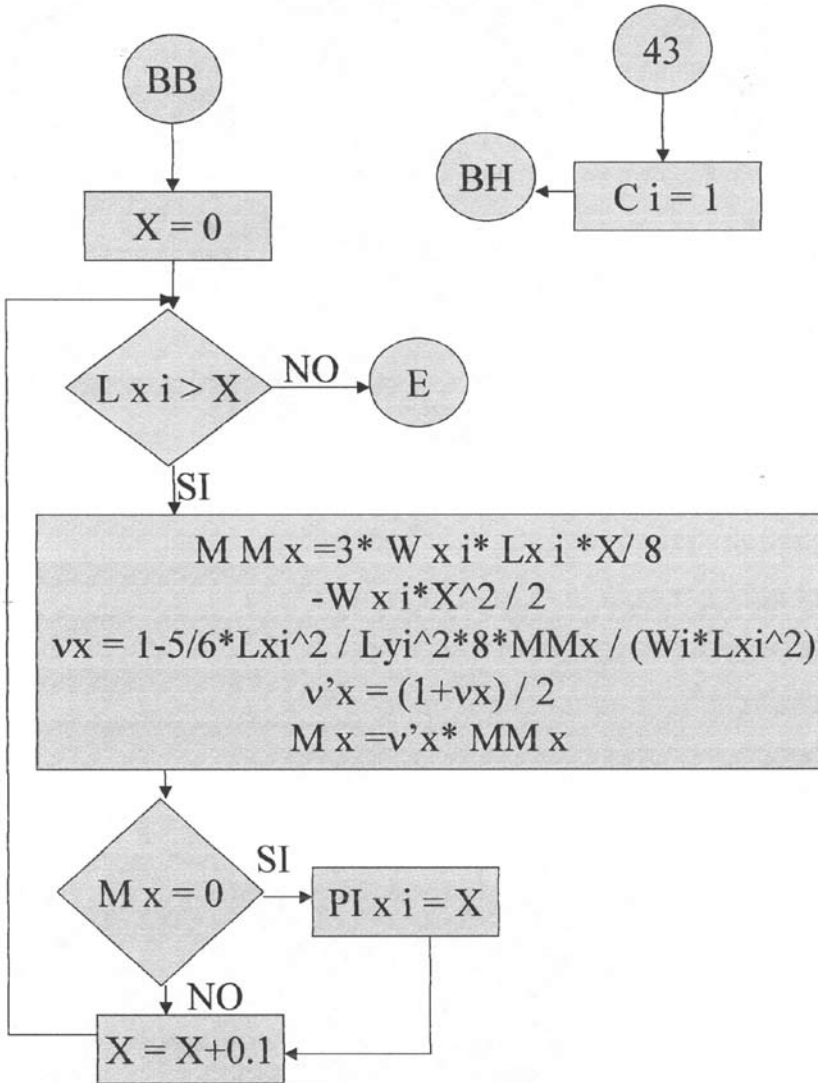 BB
43
X = 0
BH
C i = 1
L x i > X
NO
E
SI
M M x =3* W x i* Lx i *X/ 8
-W x i*X^2 / 2
νx = 1-5/6*Lxi^2 / Lyi^2*8*MMx / (Wi*Lxi^2)
ν’x = (1+νx) / 2
M x =ν’x* MM x
M x = 0
SI
PI x i = X
NO
X = X+0.1